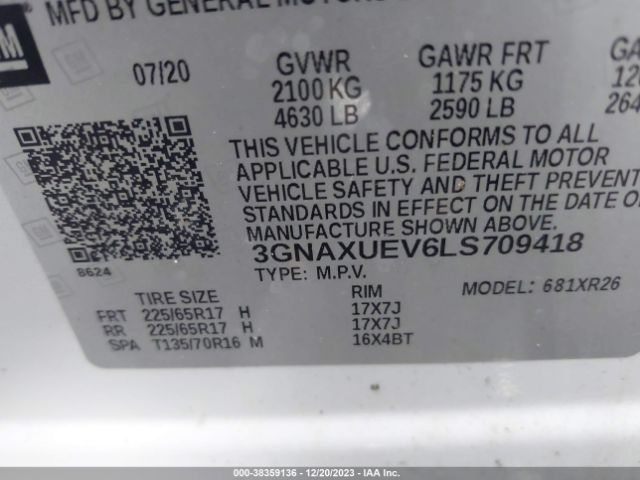 MFD BY GENERAL MOTORS
GM
07/20 GVWR GAWR FRT
2100 KG 1175 KG
4630 LB 2590 LB
THIS VEHICLE CONFORMS TO ALL
APPLICABLE U.S. FEDERAL MOTOR
VEHICLE SAFETY AND THEFT PREVENT
STANDARDS IN EFFECT ON THE DATE OF
MANUFACTURE SHOWN ABOVE.
3GNAXUEV6LS709418
8624
TYPE: M.P.V. MODEL: 681XR26
TIRE SIZE RIM
FRT 225/65R17 H 17X7J
RR 225/65R17 H 17X7J
SPA T135/70R16 M 16X4BT
000-38359136 - 12/20/2023 - IAA Inc.